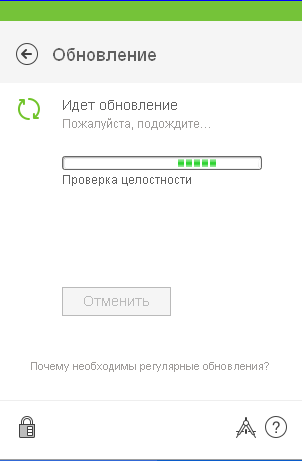 Обновление
Идет обновление
Пожалуйста, подождите...
Проверка целостности
Отменить
Почему необходимы регулярные обновления?
?